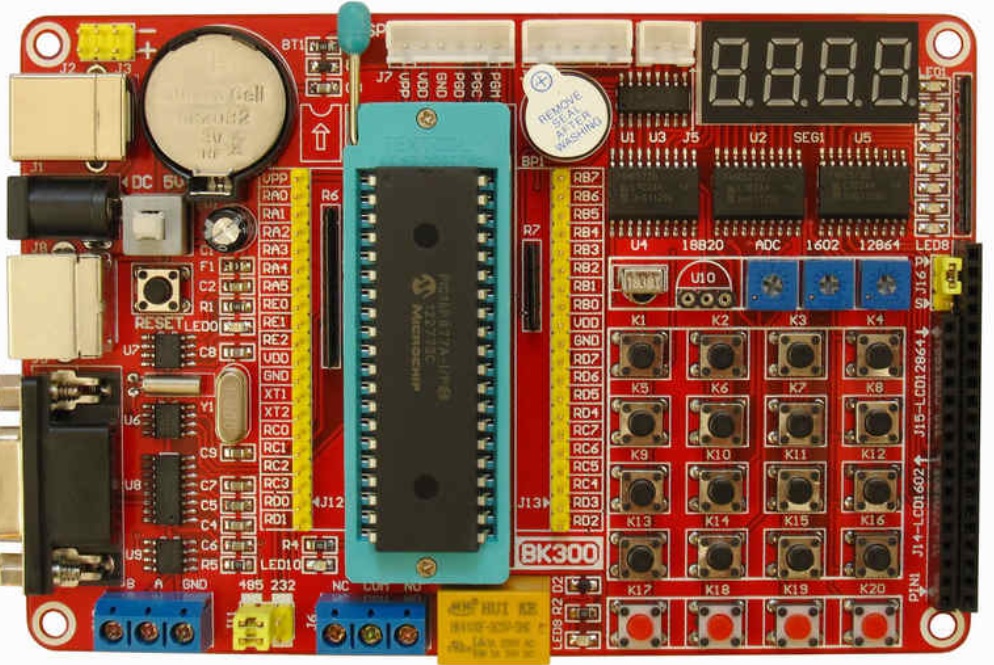 BT1
J2
J3
J7
VPP
VDD
GND
PGD
PGC
PGM
REMOVE
SEAL
AFTER
WASHING
BP1
LED1
U1 U3 J5 U2 SEG1 U5
J1
DC 5V
R6
R7
VPP
RA0
RA1
RA2
RA3
RA4
RA5
RE0
RE1
RE2
VDD
GND
XT1
XT2
RC0
RC1
RC2
RC3
RD0
RD1
J12
RB7
RB6
RB5
RB4
RB3
RB2
RB1
RB0
VDD
GND
RD7
RD6
RD5
RD4
RC7
RC6
RC5
RC4
RD3
RD2
J13
MICROCHIP
U4 18B20 ADC 1602 12864
LED8
U10
J16
J8
C1
F1
C2
R1
RESET
LED0
U7
C8
Y1
U6
C9
U8
C7
C5
C4
C6
U9
R5
R4
LED10
K1 K2 K3 K4
K5 K6 K7 K8
K9 K10 K11 K12
K13 K14 K15 K16
K17 K18 K19 K20
J15-LCD12864
J14-LCD1602
PIN1
BK300
B A GND
485 232
J6
NC COM NO
HUI KE
D2
R2
LED9